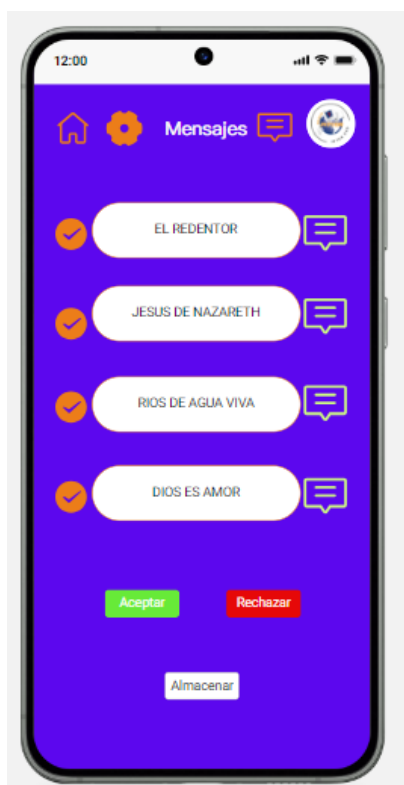 12:00
Mensajes
EL REDENTOR
JESUS DE NAZARETH
RIOS DE AGUA VIVA
DIOS ES AMOR
Aceptar
Rechazar
Almacenar